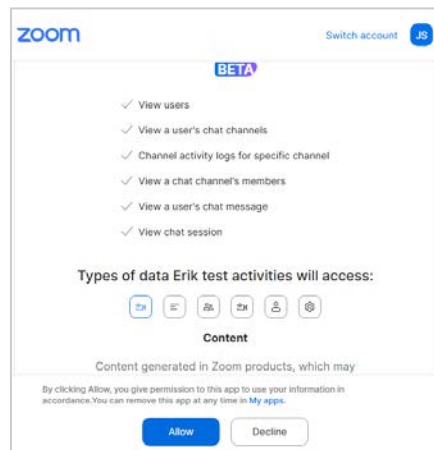 zoom
Switch account
JS
BETA
View users
View a user's chat channels
Channel activity logs for specific channel
View a chat channel's members
View a user's chat message
View chat session
Types of data Erik test activities will access:
Content
Content generated in Zoom products, which may
By clicking Allow, you give permission to this app to use your information in
accordance.You can remove this app at any time in My apps.
Allow
Decline